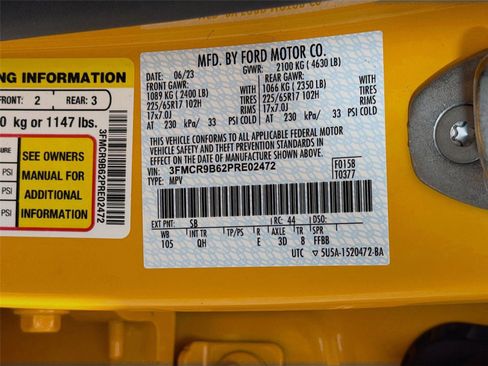 MFD. BY FORD MOTOR CO.
DATE: 06/23 GVWR: 2100 KG ( 4630 LB)
FRONT GAWR: REAR GAWR:
1089 KG ( 2400 LB) 1066 KG ( 2350 LB)
225/65R17 102H TIRES 225/65R17 102H TIRES
17x7.0J RIMS 17x7.0J RIMS
AT 230 kPa/ 33 PSI COLD AT 230 kPa/ 33 PSI COLD
THIS VEHICLE CONFORMS TO ALL APPLICABLE FEDERAL MOTOR
VEHICLE SAFETY AND THEFT PREVENTION STANDARDS IN
EFFECT ON THE DATE OF MANUFACTURE SHOWN ABOVE.
VIN: 3FMCR9B62PRE02472 F0158
TYPE: MPV T0377
EXT PNT: SB RC: 44 DSO:
WB INT TR TP/PS R AXLE TR SPR
105 QH E 3D 8 FFBB
UTC 5USA-1520472-BA
NG INFORMATION
FRONT: 2 REAR: 3
0 kg or 1147 lbs.
SEE OWNERS
MANUAL FOR
ADDITIONAL
INFORMATION
PSI
PSI
PSI
3FMCR9B62PRE02472